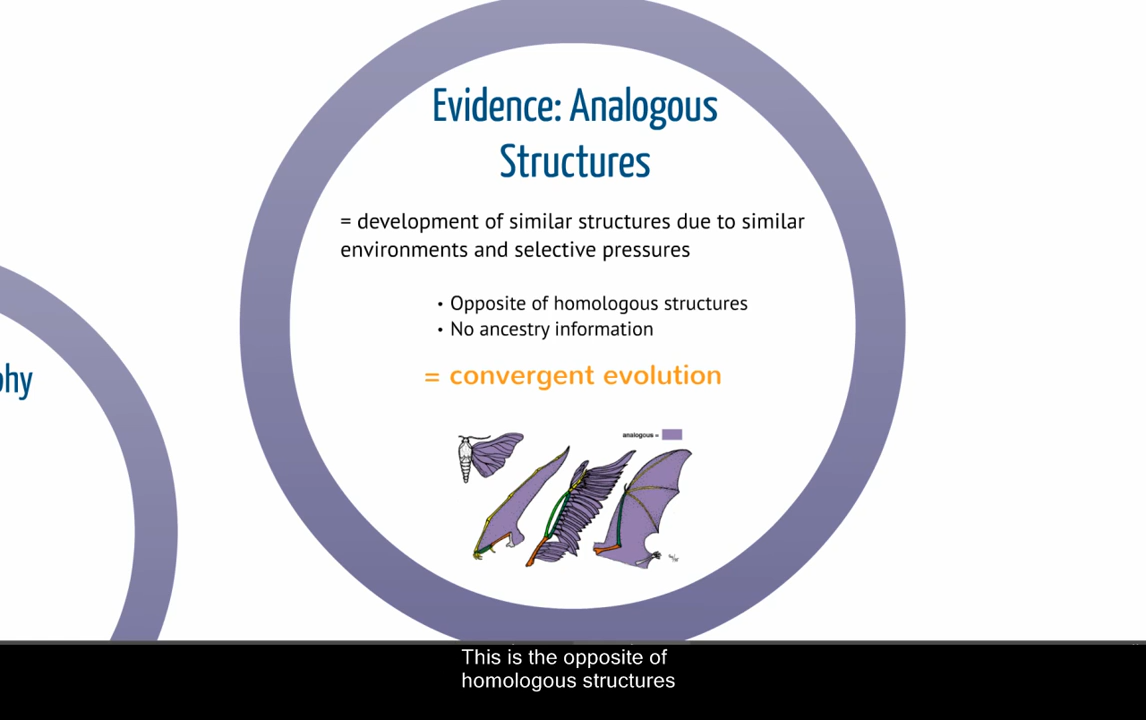 Evidence: Analogous
Structures
= development of similar structures due to similar
environments and selective pressures
• Opposite of homologous structures
• No ancestry information
= convergent evolution
analogous =
phy
This is the opposite of
homologous structures